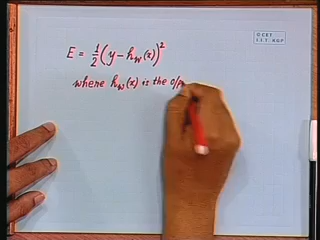 © CET
I.I.T. KGP
E = 1/2 (y - h_w(x))²
where h_w(x) is the o/p